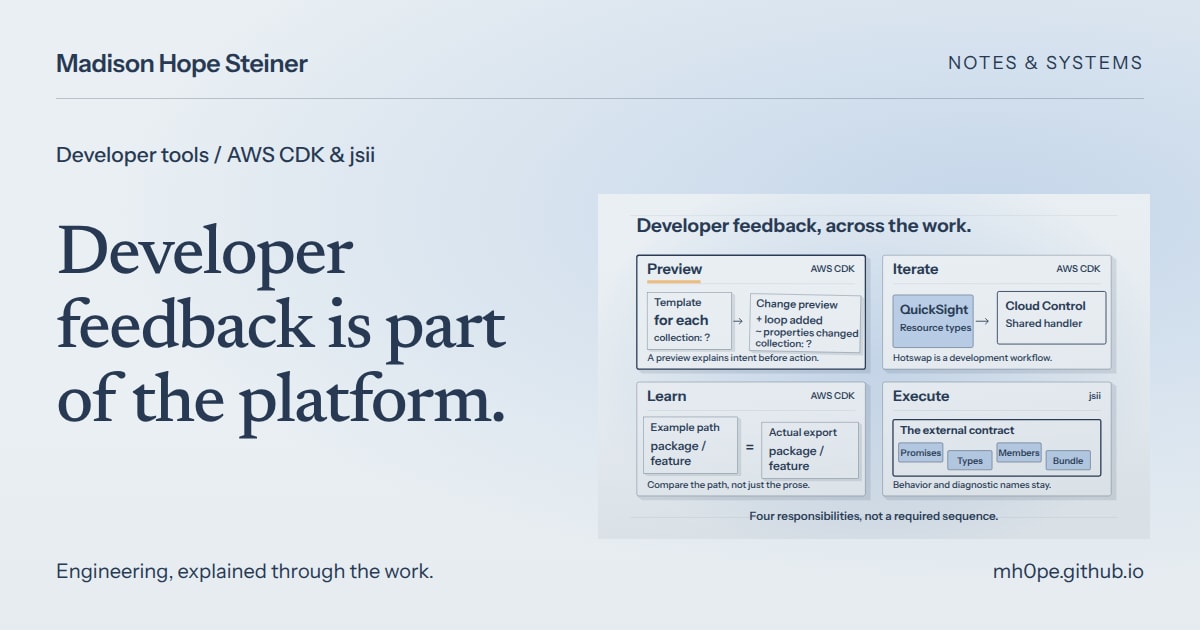 Madison Hope Steiner
NOTES & SYSTEMS
Developer tools / AWS CDK & jsii
Developer
feedback is part
of the platform.
Developer feedback, across the work.
Preview
AWS CDK
Template
for each
collection: ?
→
Change preview
+ loop added
~ properties changed
collection: ?
A preview explains intent before action.
Iterate
AWS CDK
QuickSight
Resource types
→
Cloud Control
Shared handler
Hotswap is a development workflow.
Learn
AWS CDK
Example path
package /
feature
=
Actual export
package /
feature
Compare the path, not just the prose.
Execute
jsii
The external contract
Promises
Types
Members
Bundle
Behavior and diagnostic names stay.
Four responsibilities, not a required sequence.
Engineering, explained through the work.
mh0pe.github.io